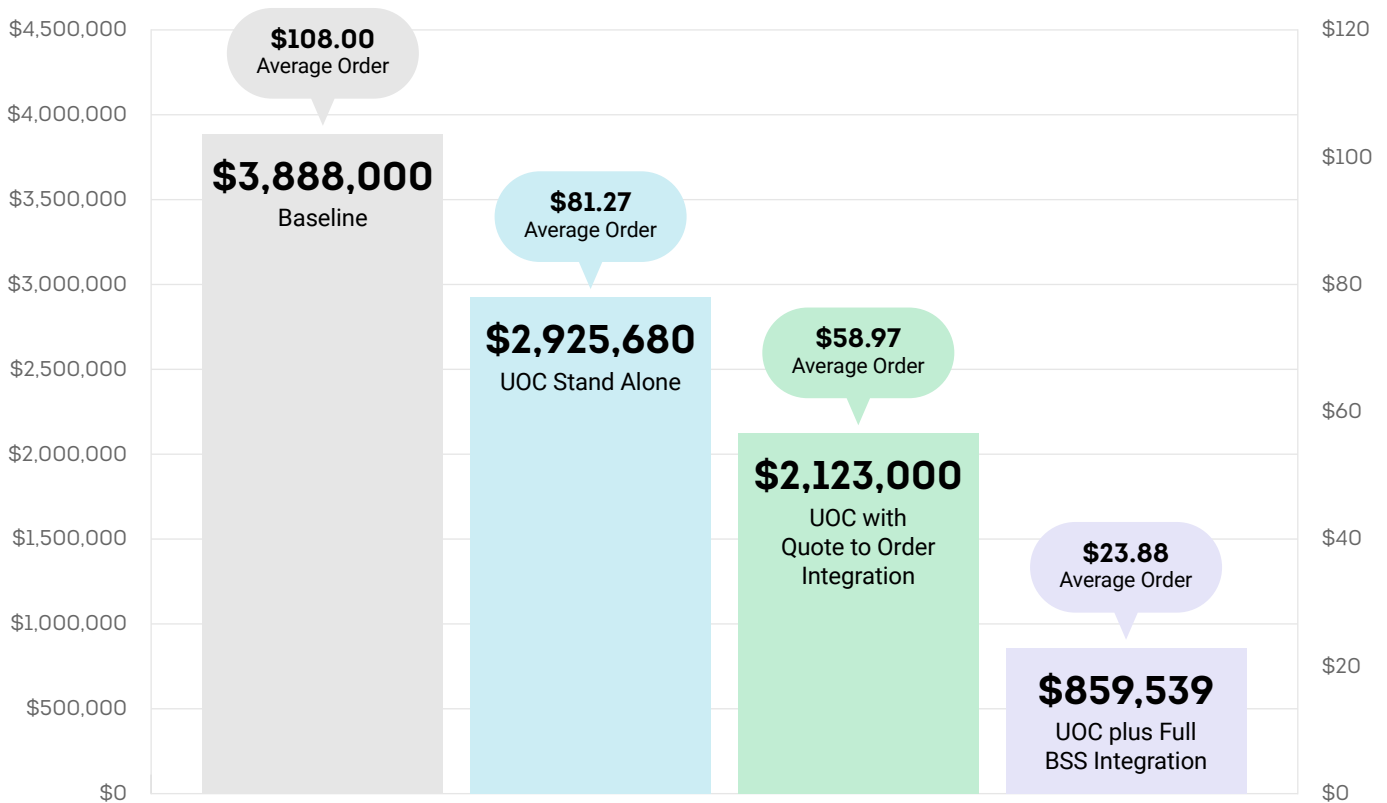 $4,500,000
$4,000,000
$3,500,000
$3,000,000
$2,500,000
$2,000,000
$1,500,000
$1,000,000
$500,000
$0
$108.00
Average Order
$3,888,000
Baseline
$81.27
Average Order
$2,925,680
UOC Stand Alone
$58.97
Average Order
$2,123,000
UOC with
Quote to Order
Integration
$23.88
Average Order
$859,539
UOC plus Full
BSS Integration
$120
$100
$80
$60
$40
$20
$0